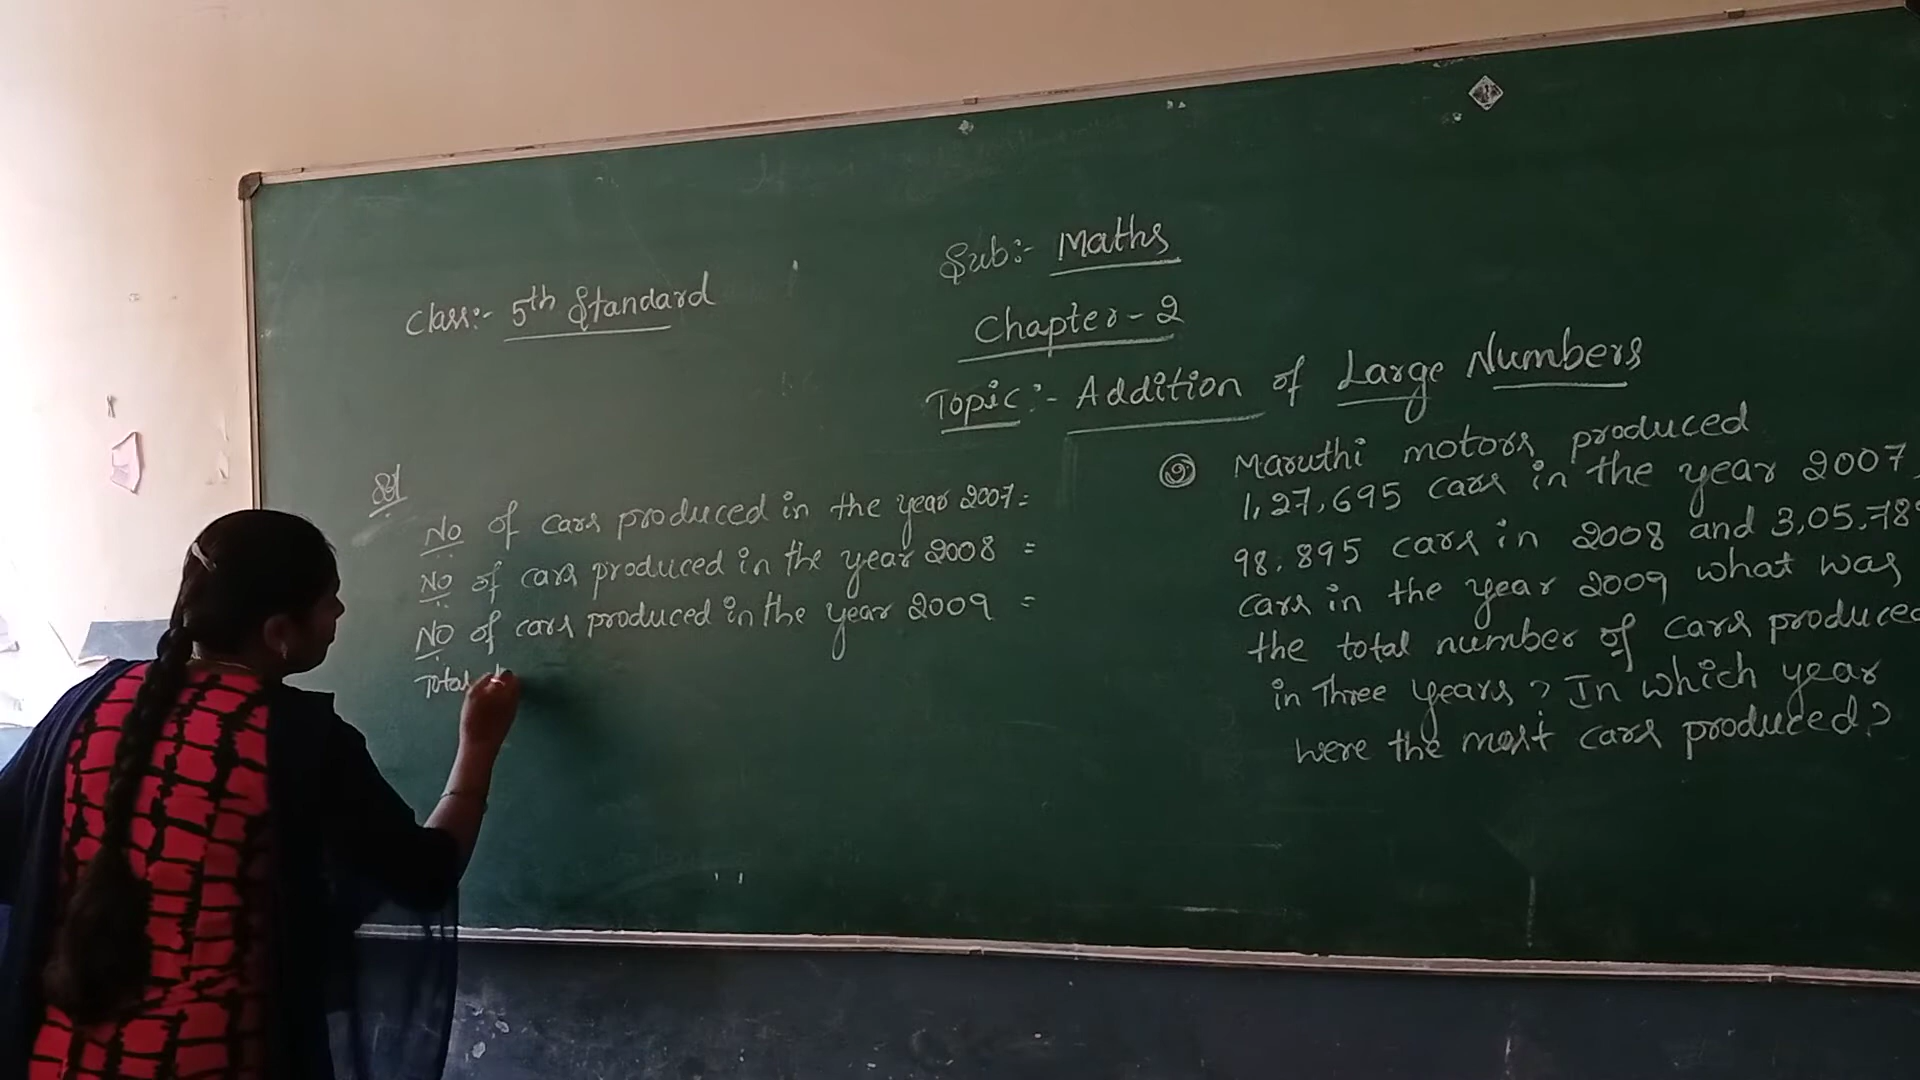 Sub:- Maths
Class:- 5th Standard
Chapter-2
Topic:- Addition of Large Numbers
No of cars produced in the year 2007=
No of cars produced in the year 2008 =
No of cars produced in the year 2009 =
Total
Maruthi motors produced
1,27,695 cars in the year 2007,
98,895 cars in 2008 and 3,05,789
cars in the year 2009 what was
the total number of cars produced
in Three years? In which year
were the most cars produced?